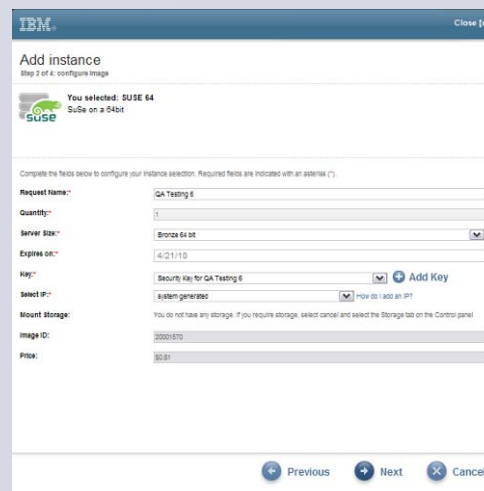 IBM®
Close [x
Add instance
Step 2 of 4: configure image
You selected: SUSE 64
SuSe on a 64bit
SUSE
Complete the fields below to configure your instance selection. Required fields are indicated with an asterisk (*).
Request Name:* QA Testing 6
Quantity:* 1
Server Size:* Bronze 64 bit
Expires on:* 4/21/10
Key:* Security Key for QA Testing 6 Add Key
Select IP:* system generated How do I add an IP?
Mount Storage: You do not have any storage. If you require storage, select cancel and select the Storage tab on the Control panel
Image ID: 20001570
Price: $0.61
Previous Next Cancel